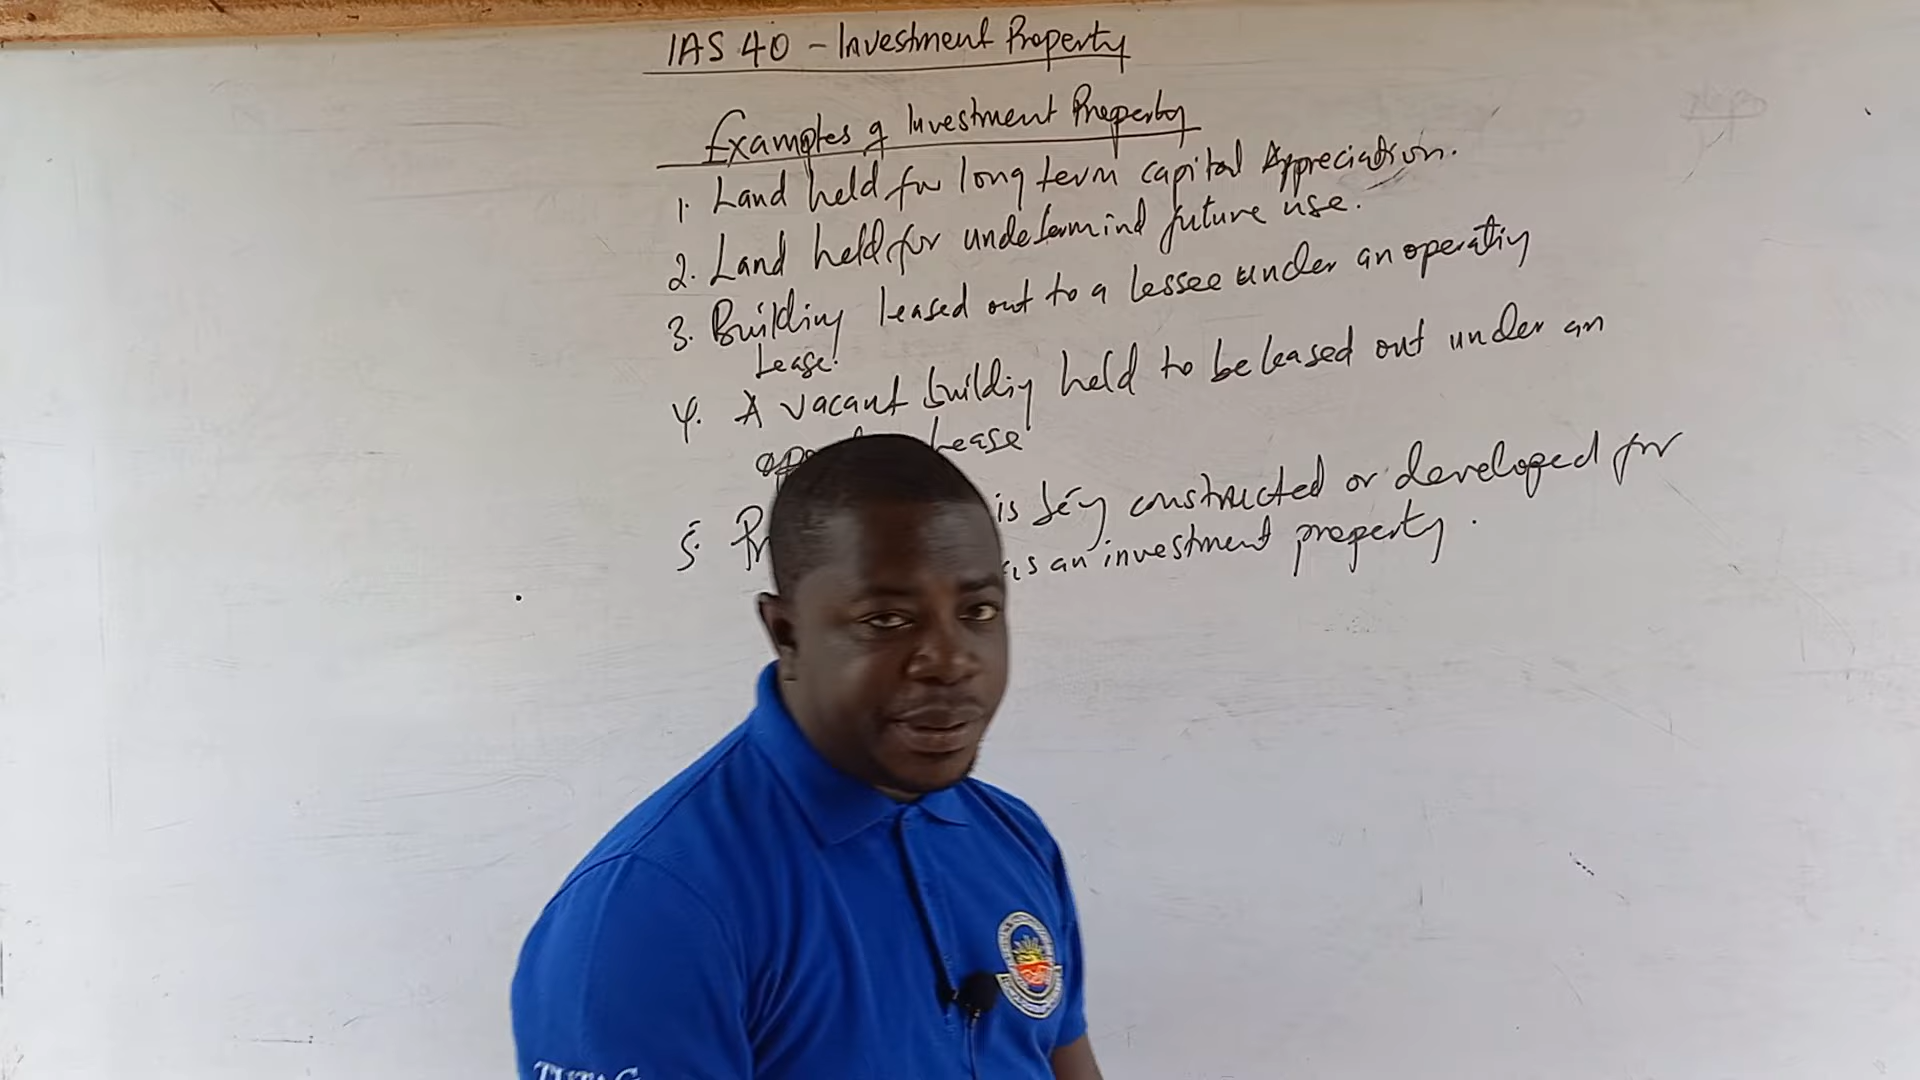 IAS 40 - Investment Property
Examples of Investment Property
1. Land held for long term capital Appreciation.
2. Land held for undetermind future use.
3. Building leased out to a lessee under an operating
Lease.
4. A vacant building held to be leased out under an
Lease
5. is being constructed or developed for
as an investment property.